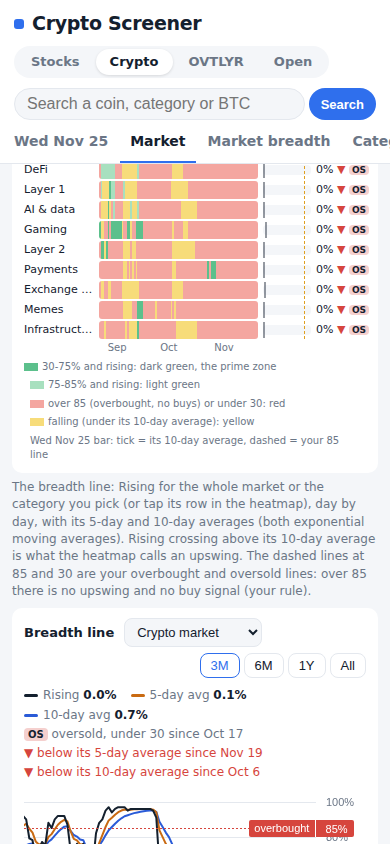 Crypto Screener
Stocks Crypto OVTLYR Open
Search a coin, category or BTC Search
Wed Nov 25 Market Market breadth Cate
DeFi 0% ▼ OS
Layer 1 0% ▼ OS
AI & data 0% ▼ OS
Gaming 0% ▼ OS
Layer 2 0% ▼ OS
Payments 0% ▼ OS
Exchange ... 0% ▼ OS
Memes 0% ▼ OS
Infrastruct... 0% ▼ OS
Sep Oct Nov
30-75% and rising: dark green, the prime zone
75-85% and rising: light green
over 85 (overbought, no buys) or under 30: red
falling (under its 10-day average): yellow
Wed Nov 25 bar: tick = its 10-day average, dashed = your 85
line
The breadth line: Rising for the whole market or the
category you pick (or tap its row in the heatmap), day by
day, with its 5-day and 10-day averages (both exponential
moving averages). Rising crossing above its 10-day average
is what the heatmap calls an upswing. The dashed lines at
85 and 30 are your overbought and oversold lines: over 85
there is no upswing and no buy signal (your rule).
Breadth line Crypto market
3M 6M 1Y All
Rising 0.0% 5-day avg 0.1%
10-day avg 0.7%
OS oversold, under 30 since Oct 17
▼ below its 5-day average since Nov 19
▼ below its 10-day average since Oct 6
100%
overbought 85%
80%